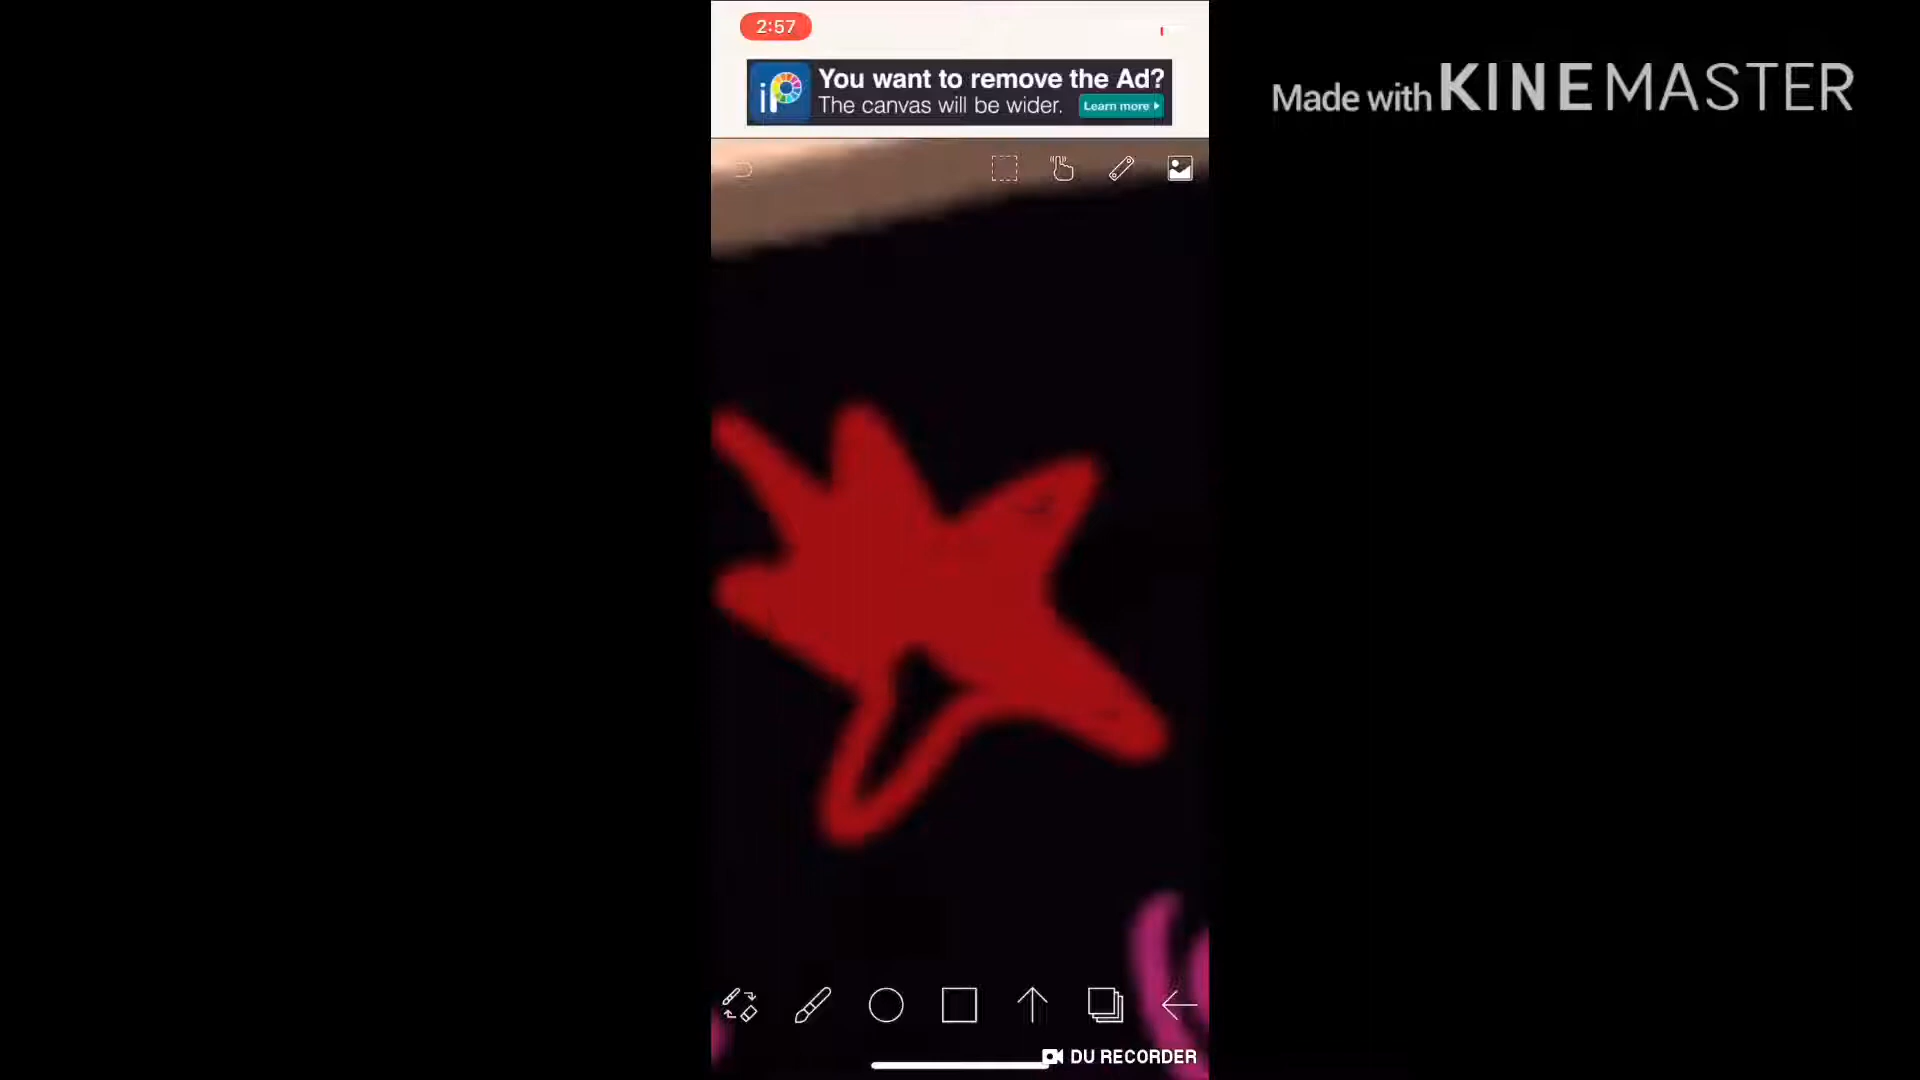 2:57
iP
You want to remove the Ad?
The canvas will be wider.
Learn more
Made with KINEMASTER
DU RECORDER